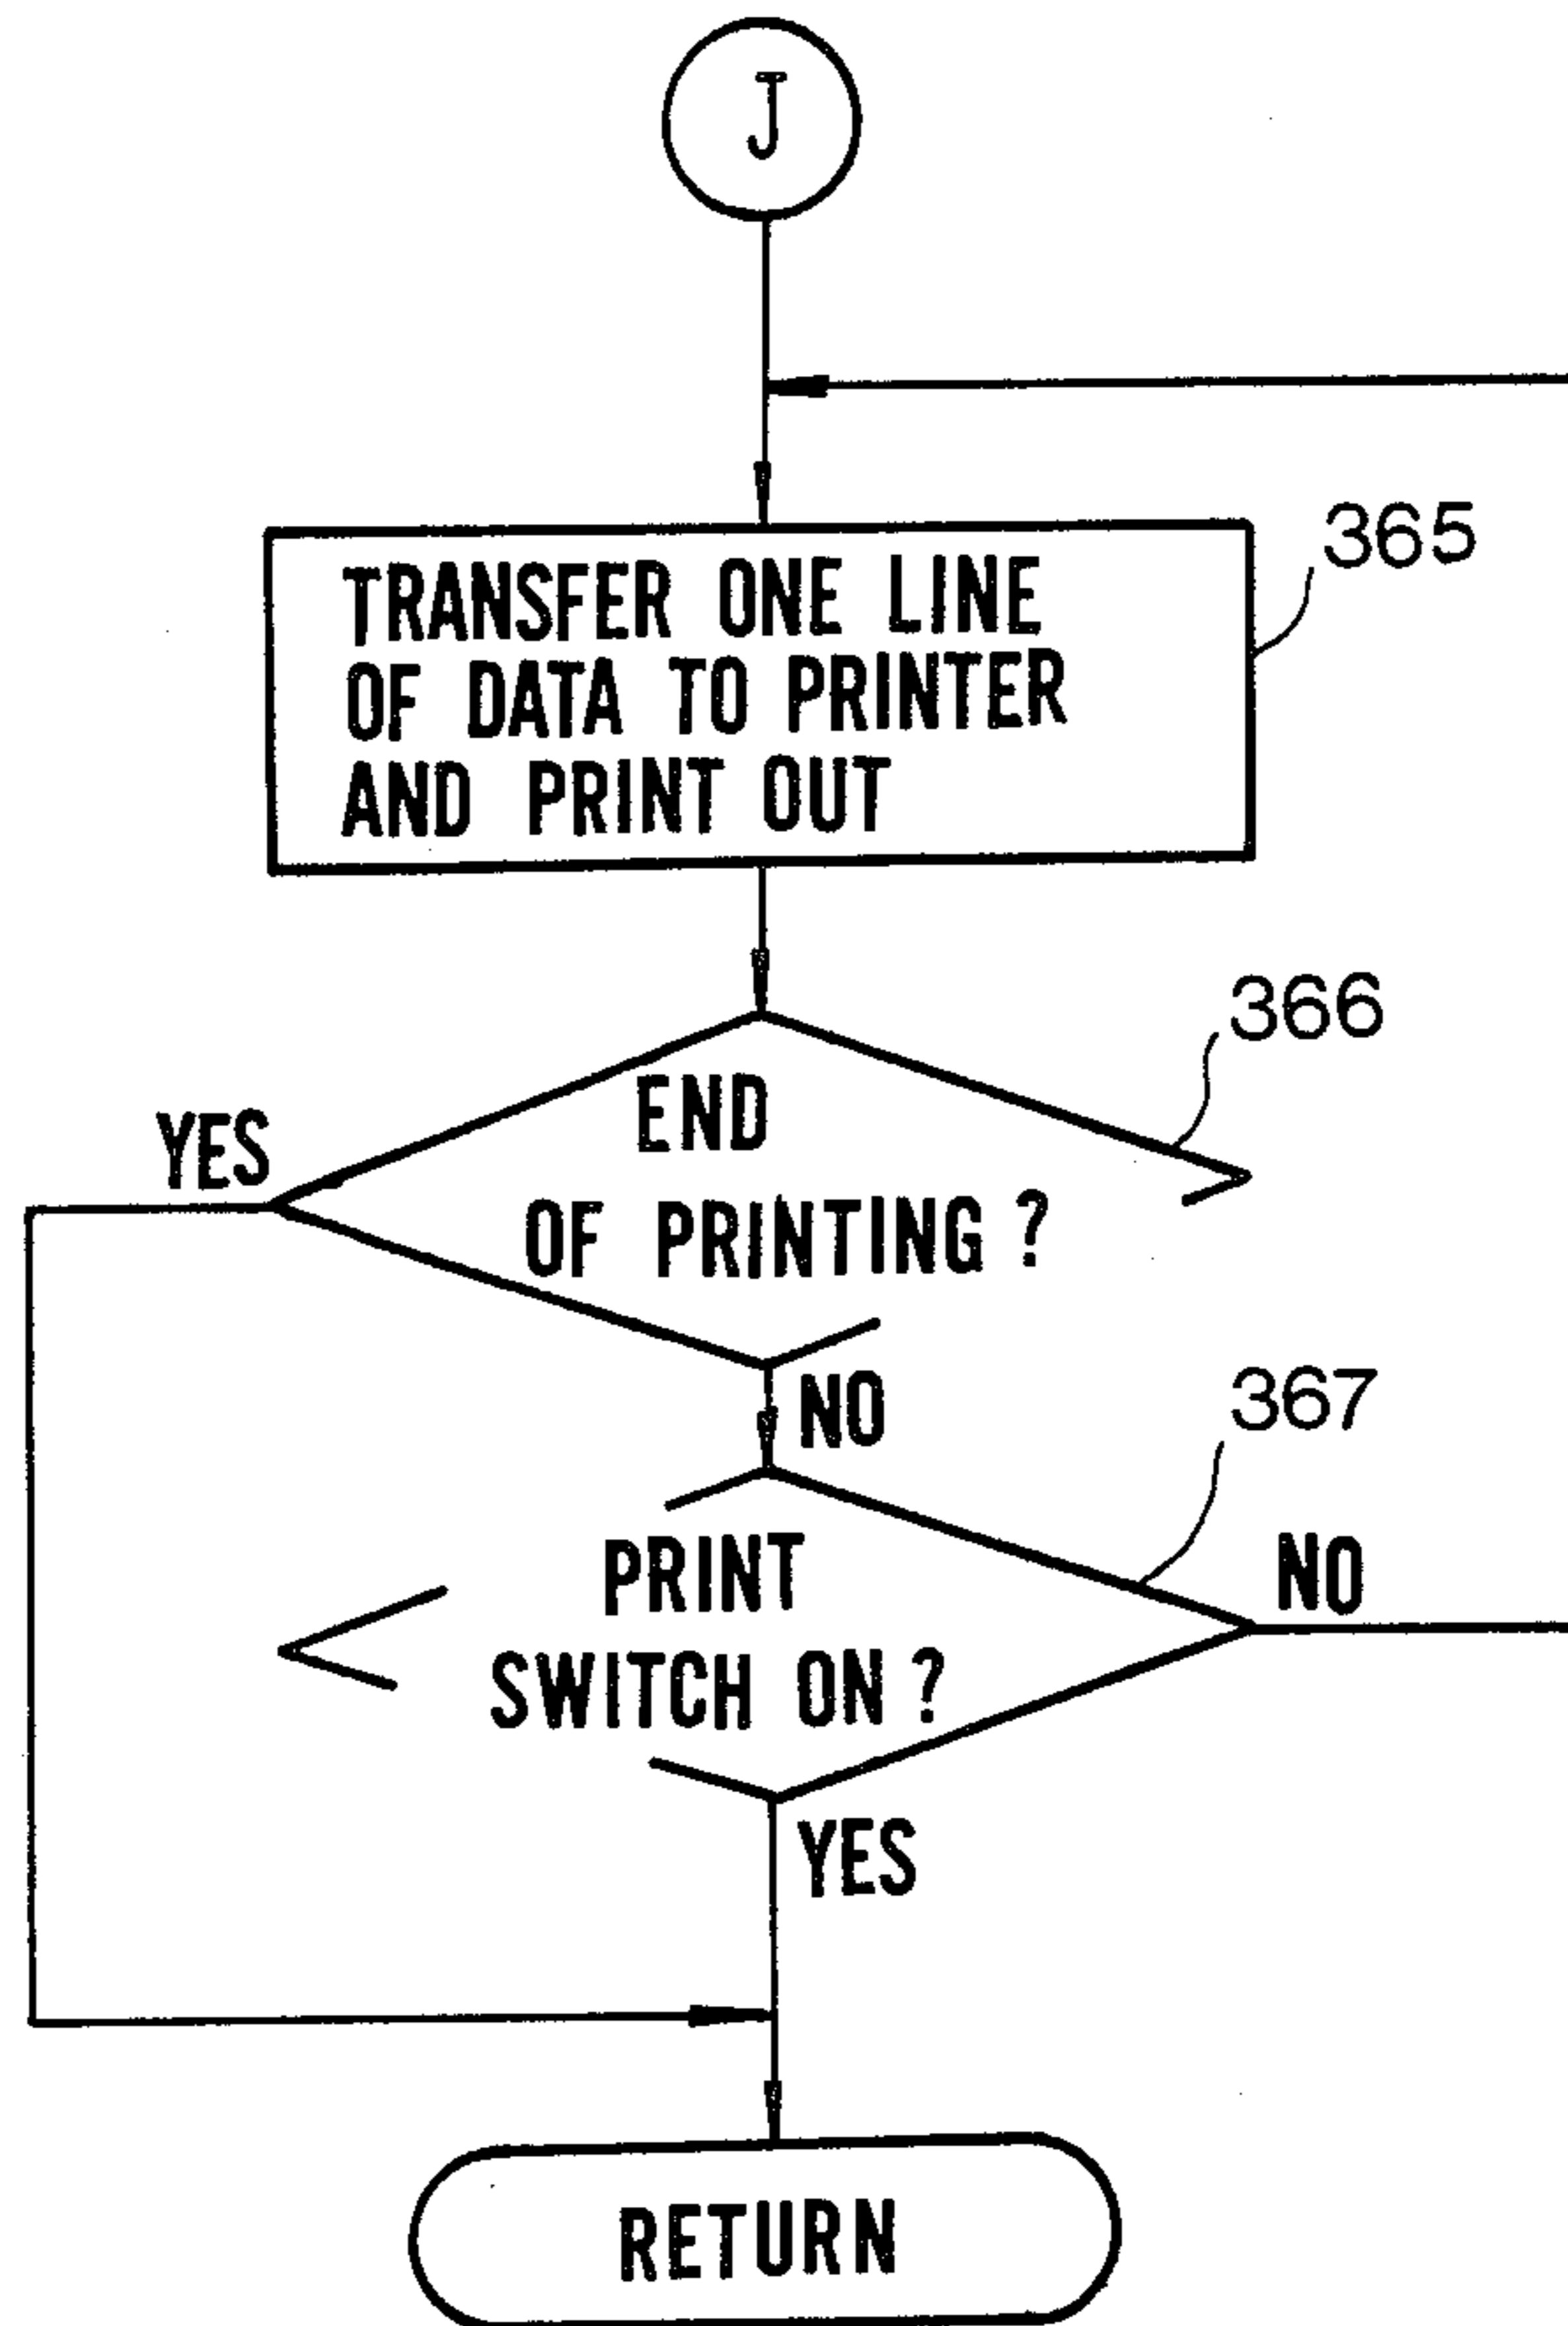 J
365
TRANSFER ONE LINE
OF DATA TO PRINTER
AND PRINT OUT
366
END
YES
OF PRINTING ?
NO
367
PRINT
NO
SWITCH ON ?
YES
RETURN